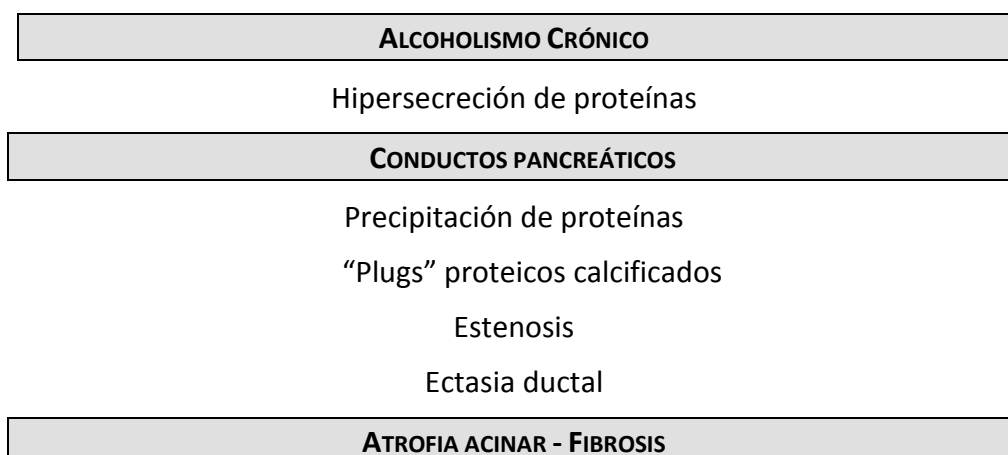 ALCOHOLISMO CRÓNICO
Hipersecreción de proteínas
CONDUCTOS PANCREÁTICOS
Precipitación de proteínas
“Plugs” proteicos calcificados
Estenosis
Ectasia ductal
ATROFIA ACINAR - FIBROSIS